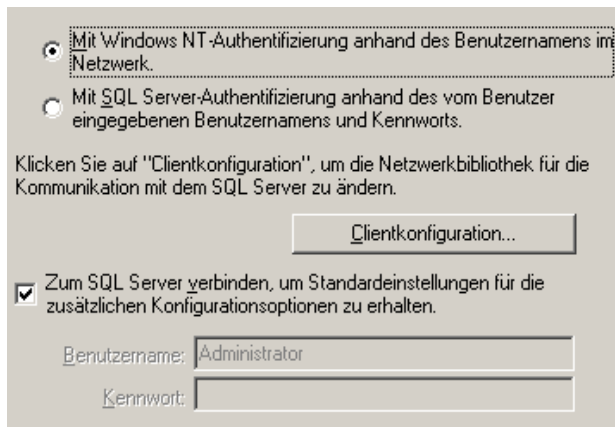 Mit Windows NT-Authentifizierung anhand des Benutzernamens im
Netzwerk.
Mit SQL Server-Authentifizierung anhand des vom Benutzer
eingegebenen Benutzernamens und Kennworts.
Klicken Sie auf "Clientkonfiguration", um die Netzwerkbibliothek für die
Kommunikation mit dem SQL Server zu ändern.
Clientkonfiguration...
Zum SQL Server verbinden, um Standardeinstellungen für die
zusätzlichen Konfigurationsoptionen zu erhalten.
Benutzername: Administrator
Kennwort: